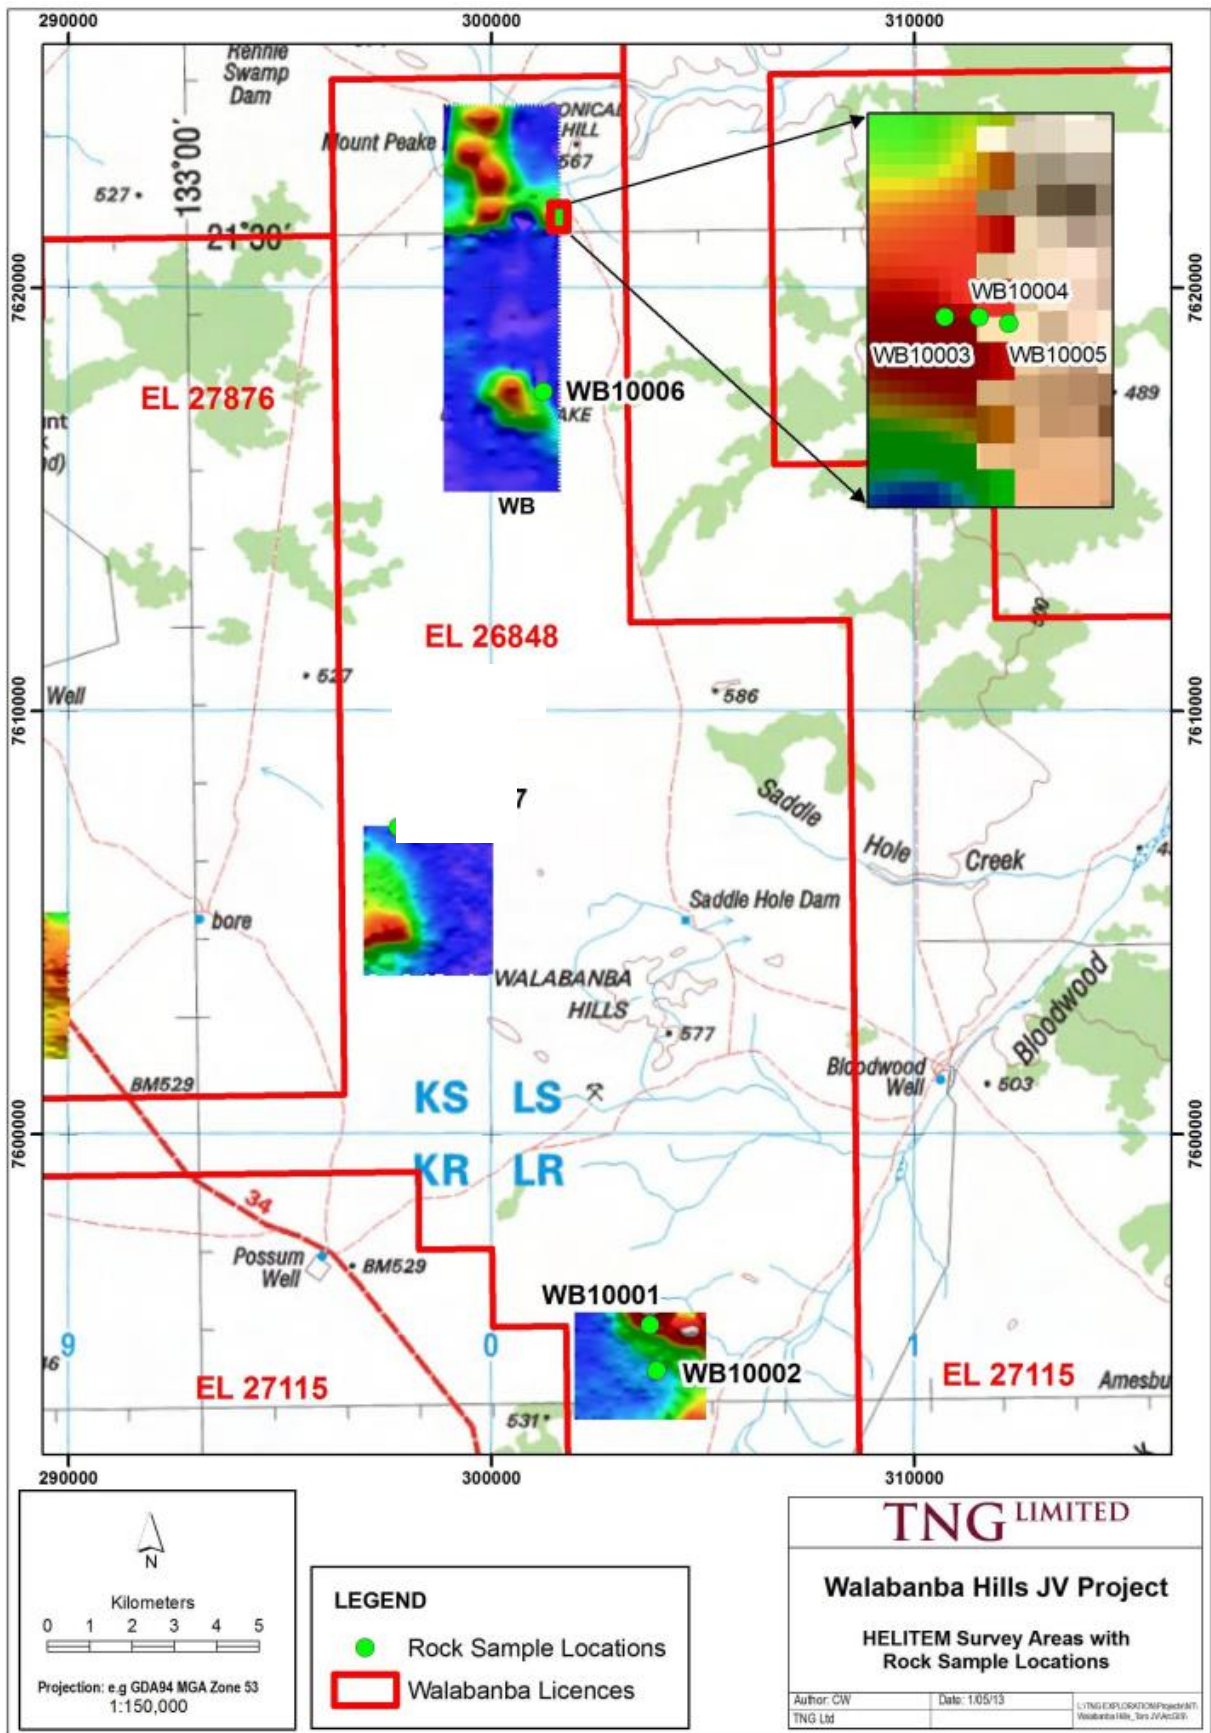 290000
300000
310000
Rennie
Swamp
Dam
133°00'
21°30'
Mount Peake
CONICAL
HILL
567
527
7620000
7620000
WB10004
WB10003
WB10005
489
EL 27876
WB10006
AKE
WB
EL 26848
527
586
500
Well
7610000
7610000
7
Saddle
Hole
Creek
bore
Saddle Hole Dam
WALABANBA
HILLS
577
Bloodwood
Bloodwood
Well
503
BM529
KS LS
KR LR
7600000
7600000
34
Possum
Well
BM529
WB10001
WB10002
9
0
1
EL 27115
EL 27115
Amesbu
531
290000
300000
310000
N
Kilometers
0 1 2 3 4 5
Projection: e.g GDA94 MGA Zone 53
1:150,000
LEGEND
Rock Sample Locations
Walabanba Licences
TNG LIMITED
Walabanba Hills JV Project
HELITEM Survey Areas with
Rock Sample Locations
Author: CW
Date: 1/05/13
TNG Ltd